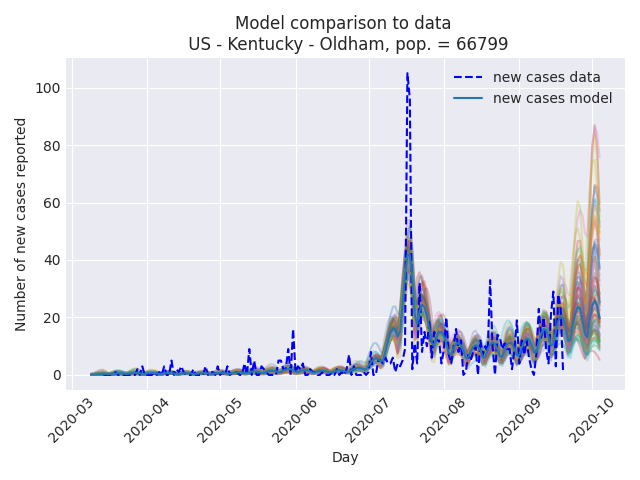 Model comparison to data
US - Kentucky - Oldham, pop. = 66799
new cases data
new cases model
Number of new cases reported
100
80
60
40
20
0
2020-03
2020-04
2020-05
2020-06
2020-07
2020-08
2020-09
2020-10
Day